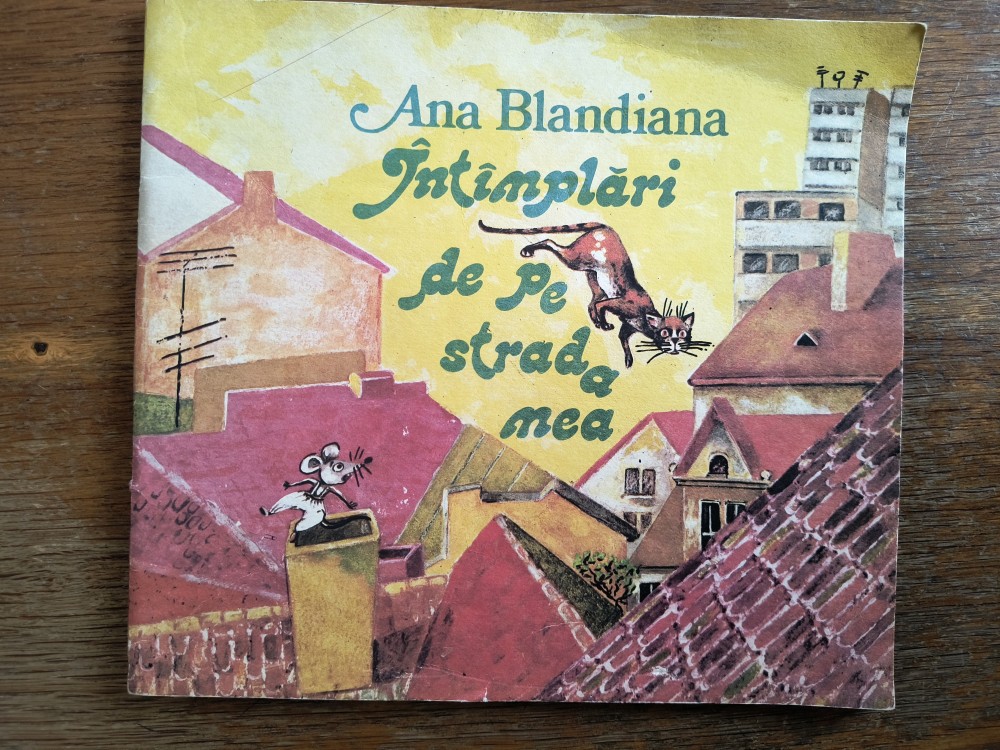 Ana Blandiana
Întîmplări
de pe
strada
mea